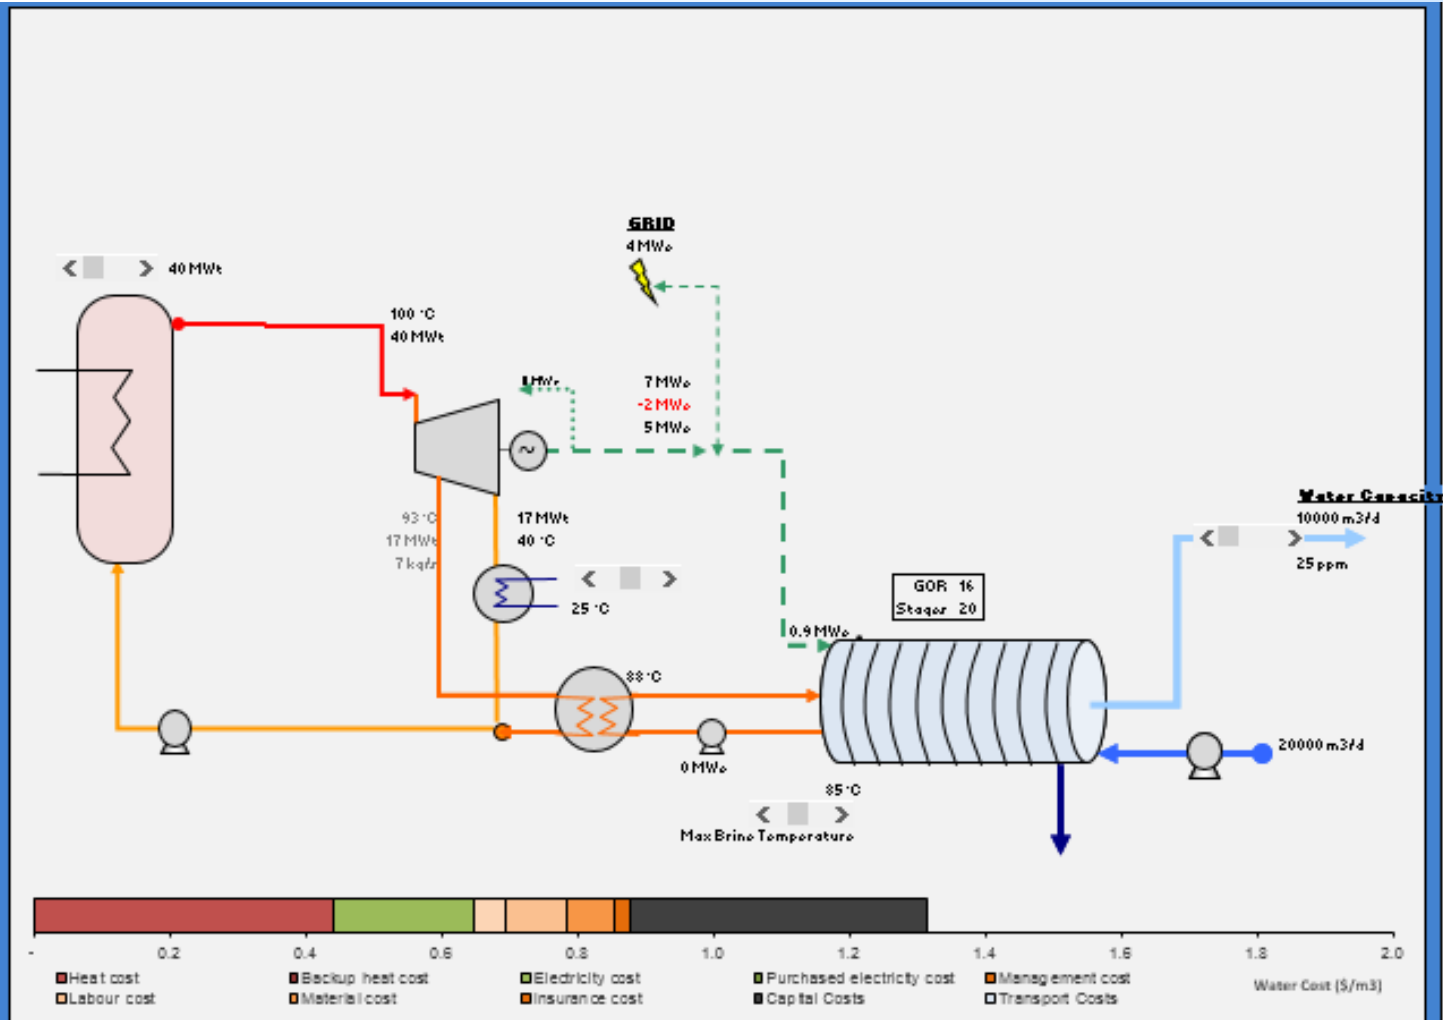 GRID
4 MWe
40 MWt
100 °C
40 MWt
7 MWe
-2 MWe
5 MWe
~
93 °C
17 MWt
7 kg/s
17 MWt
40 °C
25 °C
Water Capacity
10000 m3/d
25 ppm
GOR 16
Stages 20
0.9 MWe
88 °C
0 MWe
20000 m3/d
85 °C
Max Brine Temperature
- 0.2 0.4 0.6 0.8 1.0 1.2 1.4 1.6 1.8 2.0
Heat cost Backup heat cost Electricity cost Purchased electricity cost Management cost
Labour cost Material cost Insurance cost Capital Costs Transport Costs
Water Cost ($/m3)